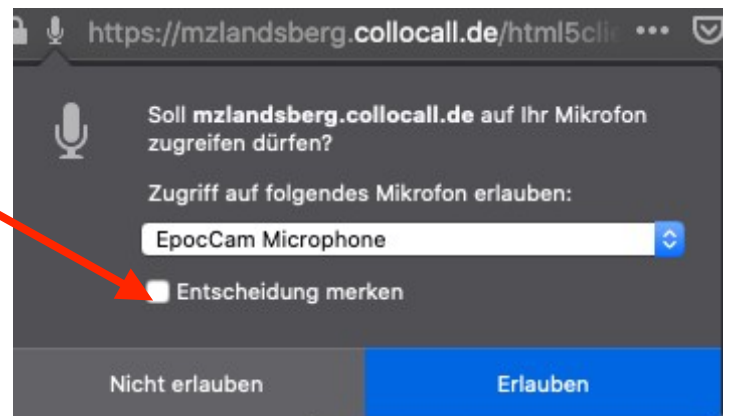 https://mzlandsberg.collocall.de/html5clie •••
Soll mzlandsberg.collocall.de auf Ihr Mikrofon
zugreifen dürfen?
Zugriff auf folgendes Mikrofon erlauben:
EpocCam Microphone
Entscheidung merken
Nicht erlauben
Erlauben